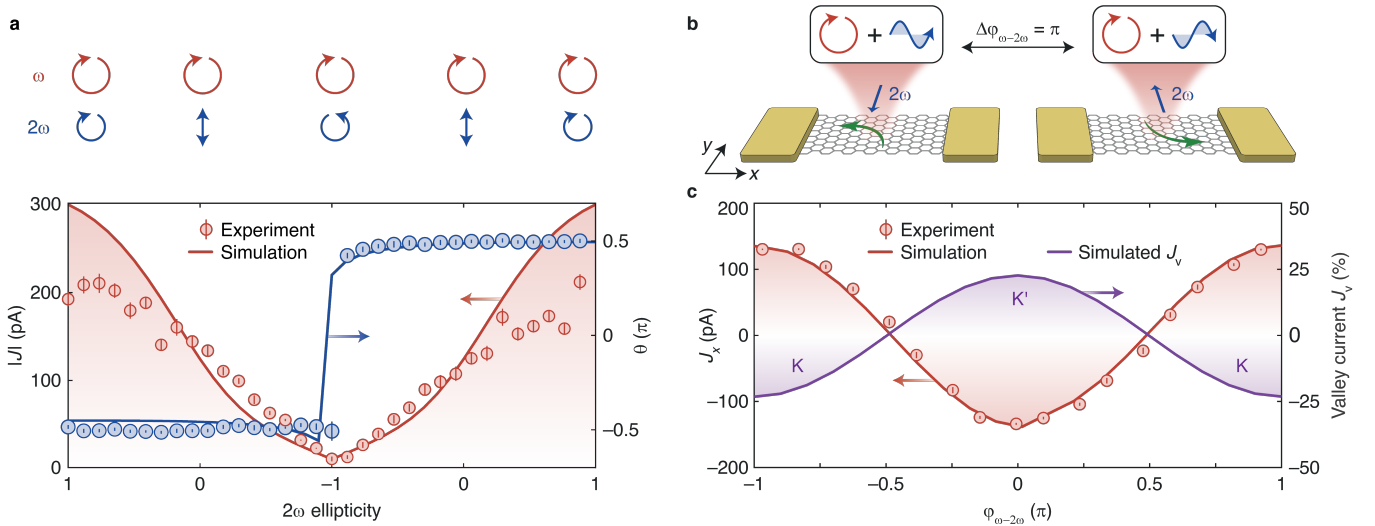 a
ω
2ω
300
200
100
0
|J| (pA)
Experiment
Simulation
0.5
0
−0.5
θ (π)
1
0
−1
0
1
2ω ellipticity
b
+
Δφω−2ω = π
+
2ω
2ω
y
x
c
200
100
0
−100
−200
Jx (pA)
Experiment
Simulation
Simulated Jv
K
K'
K
50
25
0
−25
−50
Valley current Jv (%)
−1
−0.5
0
0.5
1
φω−2ω (π)